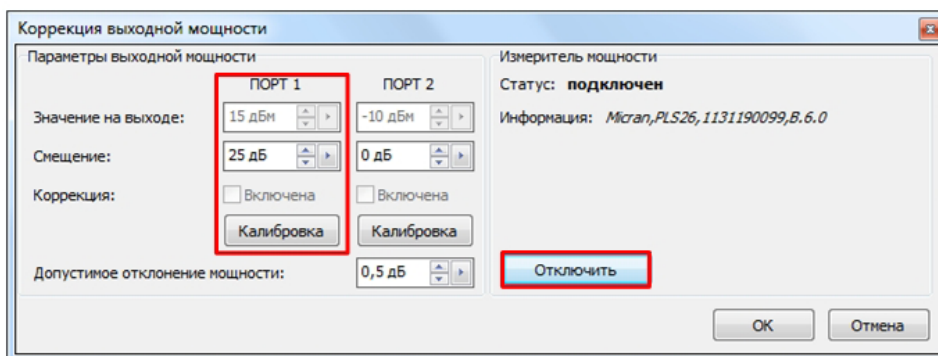 Коррекция выходной мощности
Параметры выходной мощности
ПОРТ 1 ПОРТ 2
Значение на выходе: 15 дБм -10 дБм
Смещение: 25 дБ 0 дБ
Коррекция: Включена Включена
Калибровка Калибровка
Допустимое отклонение мощности: 0,5 дБ
Измеритель мощности
Статус: подключен
Информация: Micran,PLS26,1131190099,B.6.0
Отключить
ОК Отмена